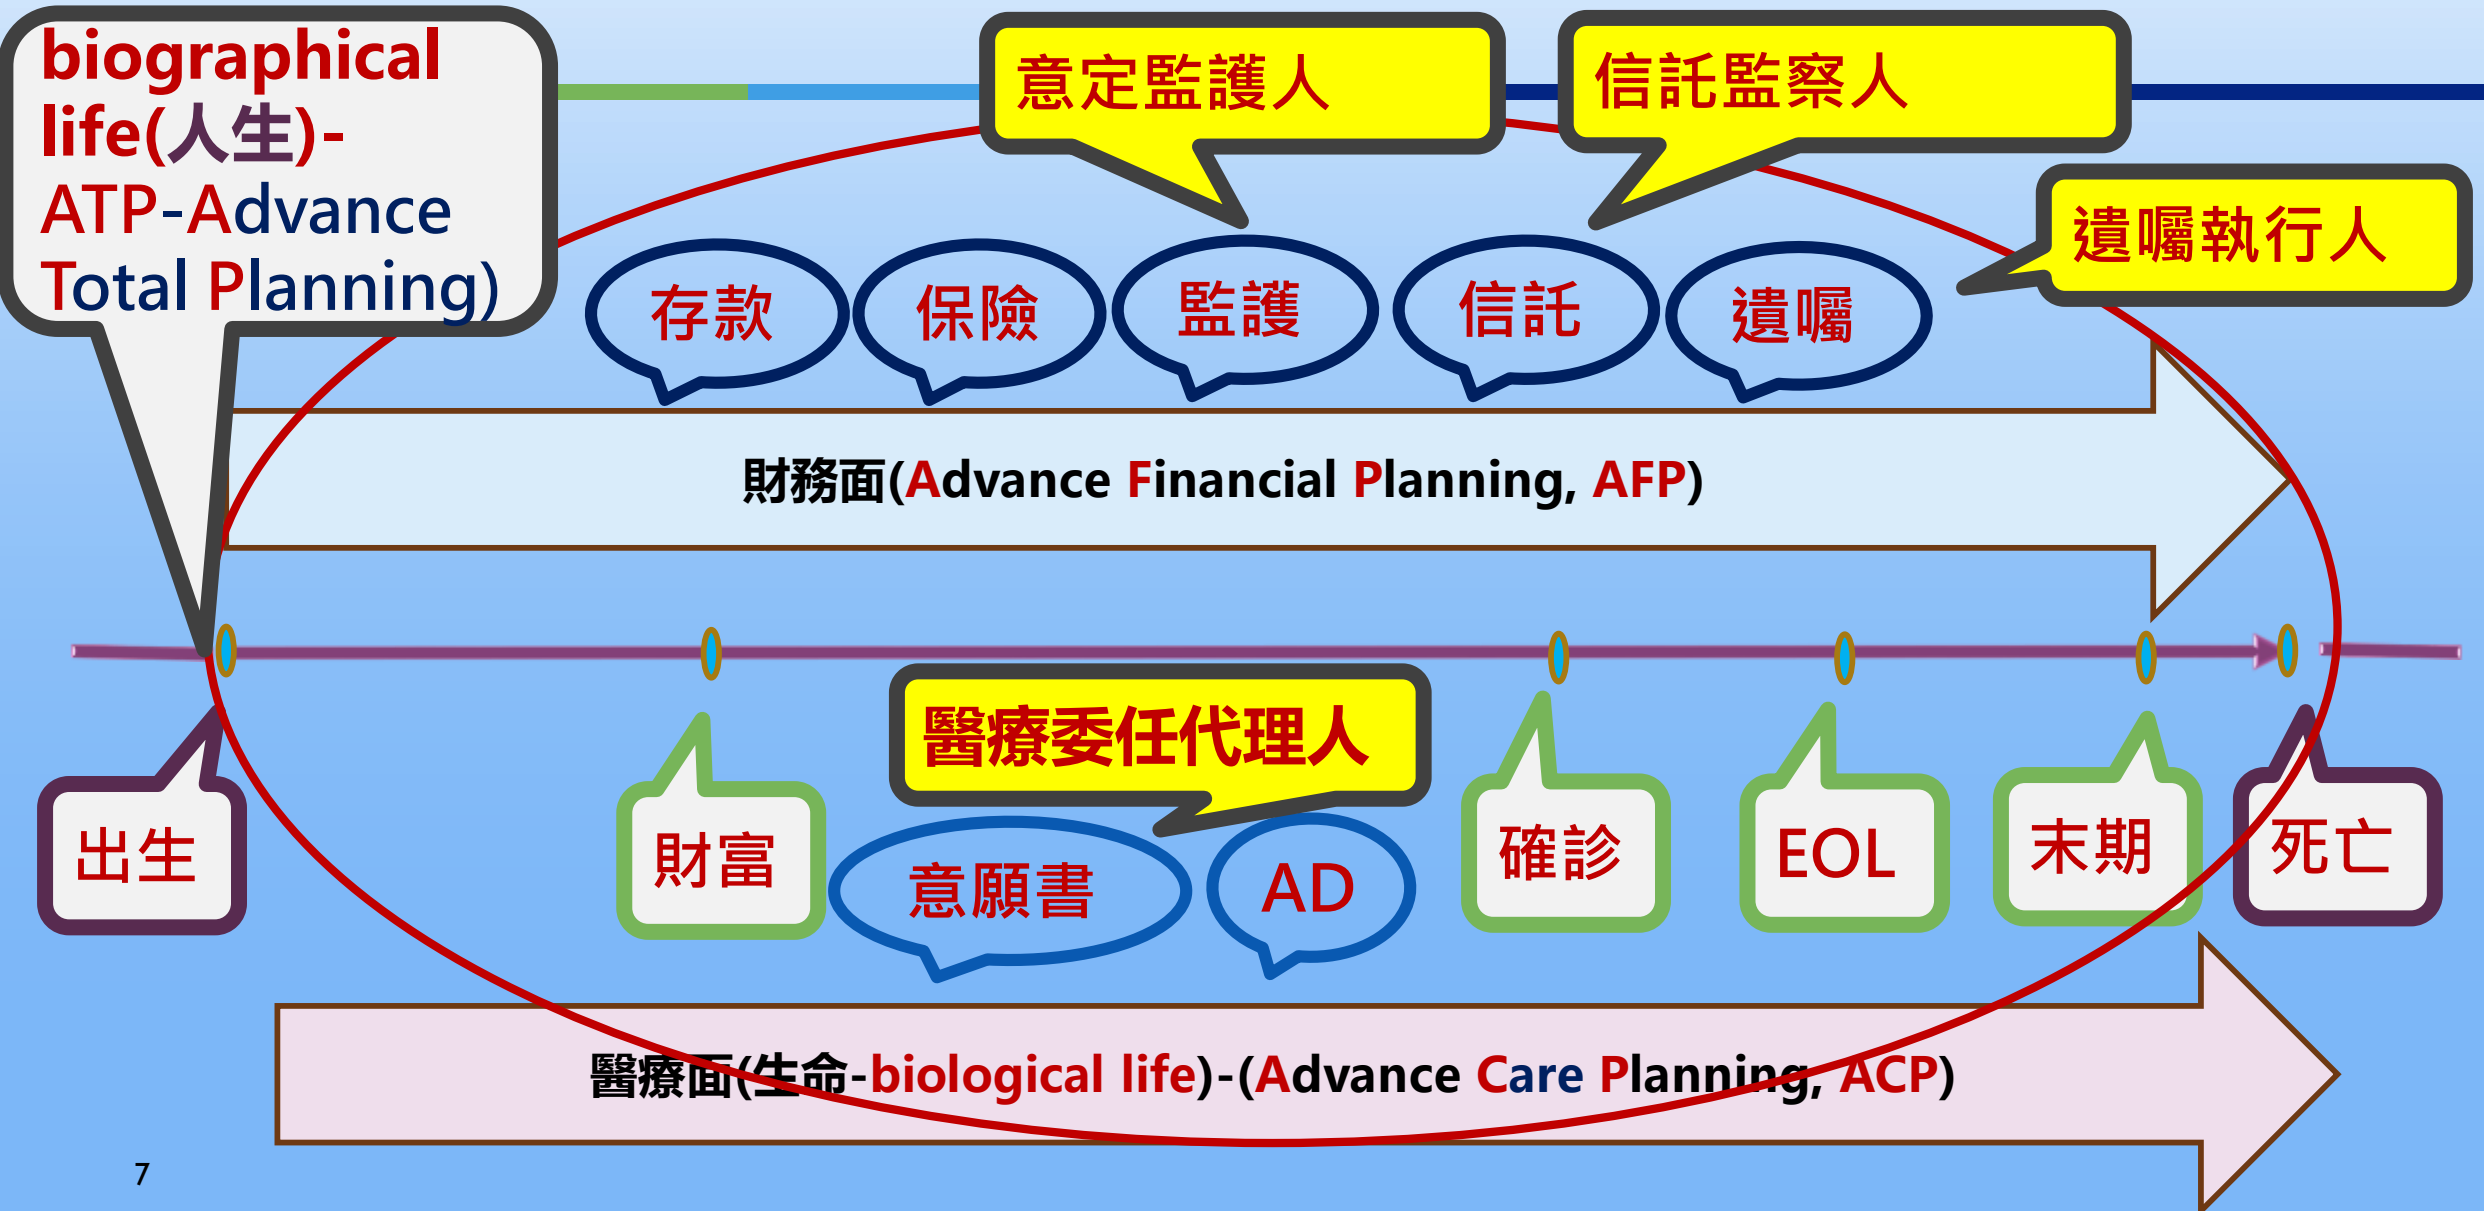 biographical
life(人生)-
ATP-Advance
Total Planning)
意定監護人
信託監察人
遺囑執行人
存款
保險
監護
信託
遺囑
財務面(Advance Financial Planning, AFP)
醫療委任代理人
出生
財富
意願書
AD
確診
EOL
末期
死亡
醫療面(生命-biological life)-(Advance Care Planning, ACP)
7